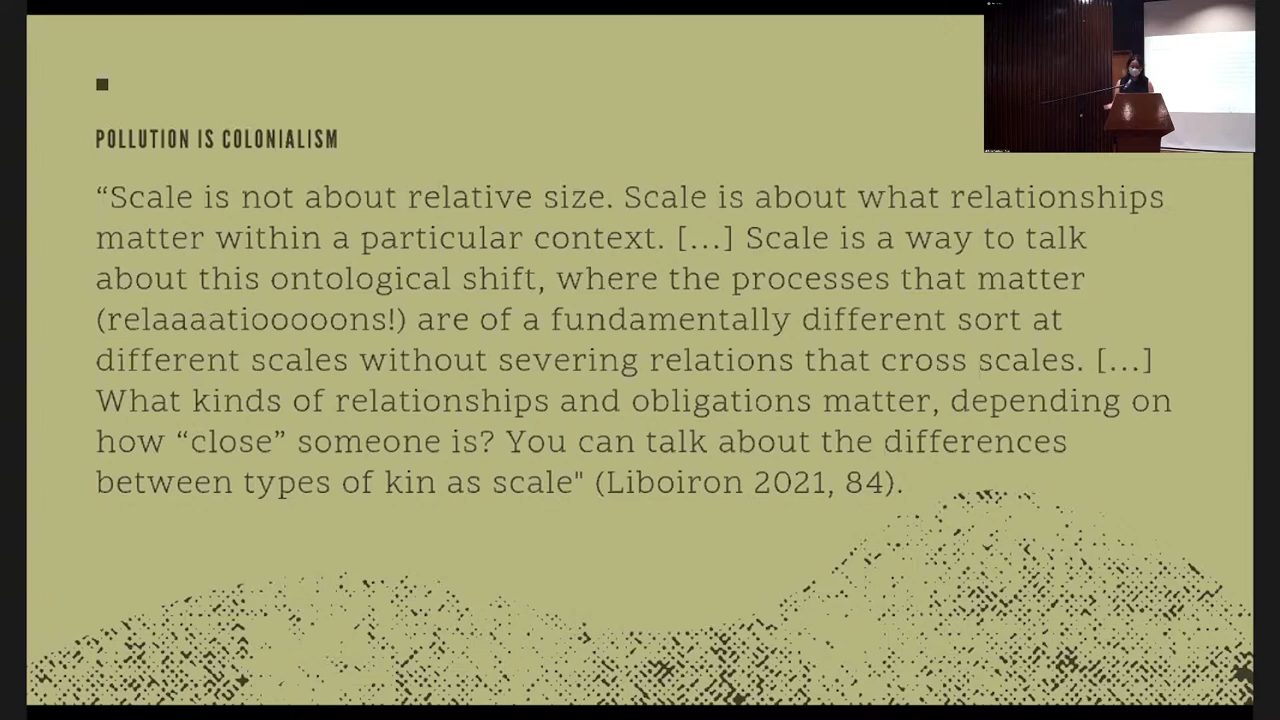 POLLUTION IS COLONIALISM
“Scale is not about relative size. Scale is about what relationships
matter within a particular context. [...] Scale is a way to talk
about this ontological shift, where the processes that matter
(relaaaatiooooons!) are of a fundamentally different sort at
different scales without severing relations that cross scales. [...]
What kinds of relationships and obligations matter, depending on
how “close” someone is? You can talk about the differences
between types of kin as scale" (Liboiron 2021, 84).